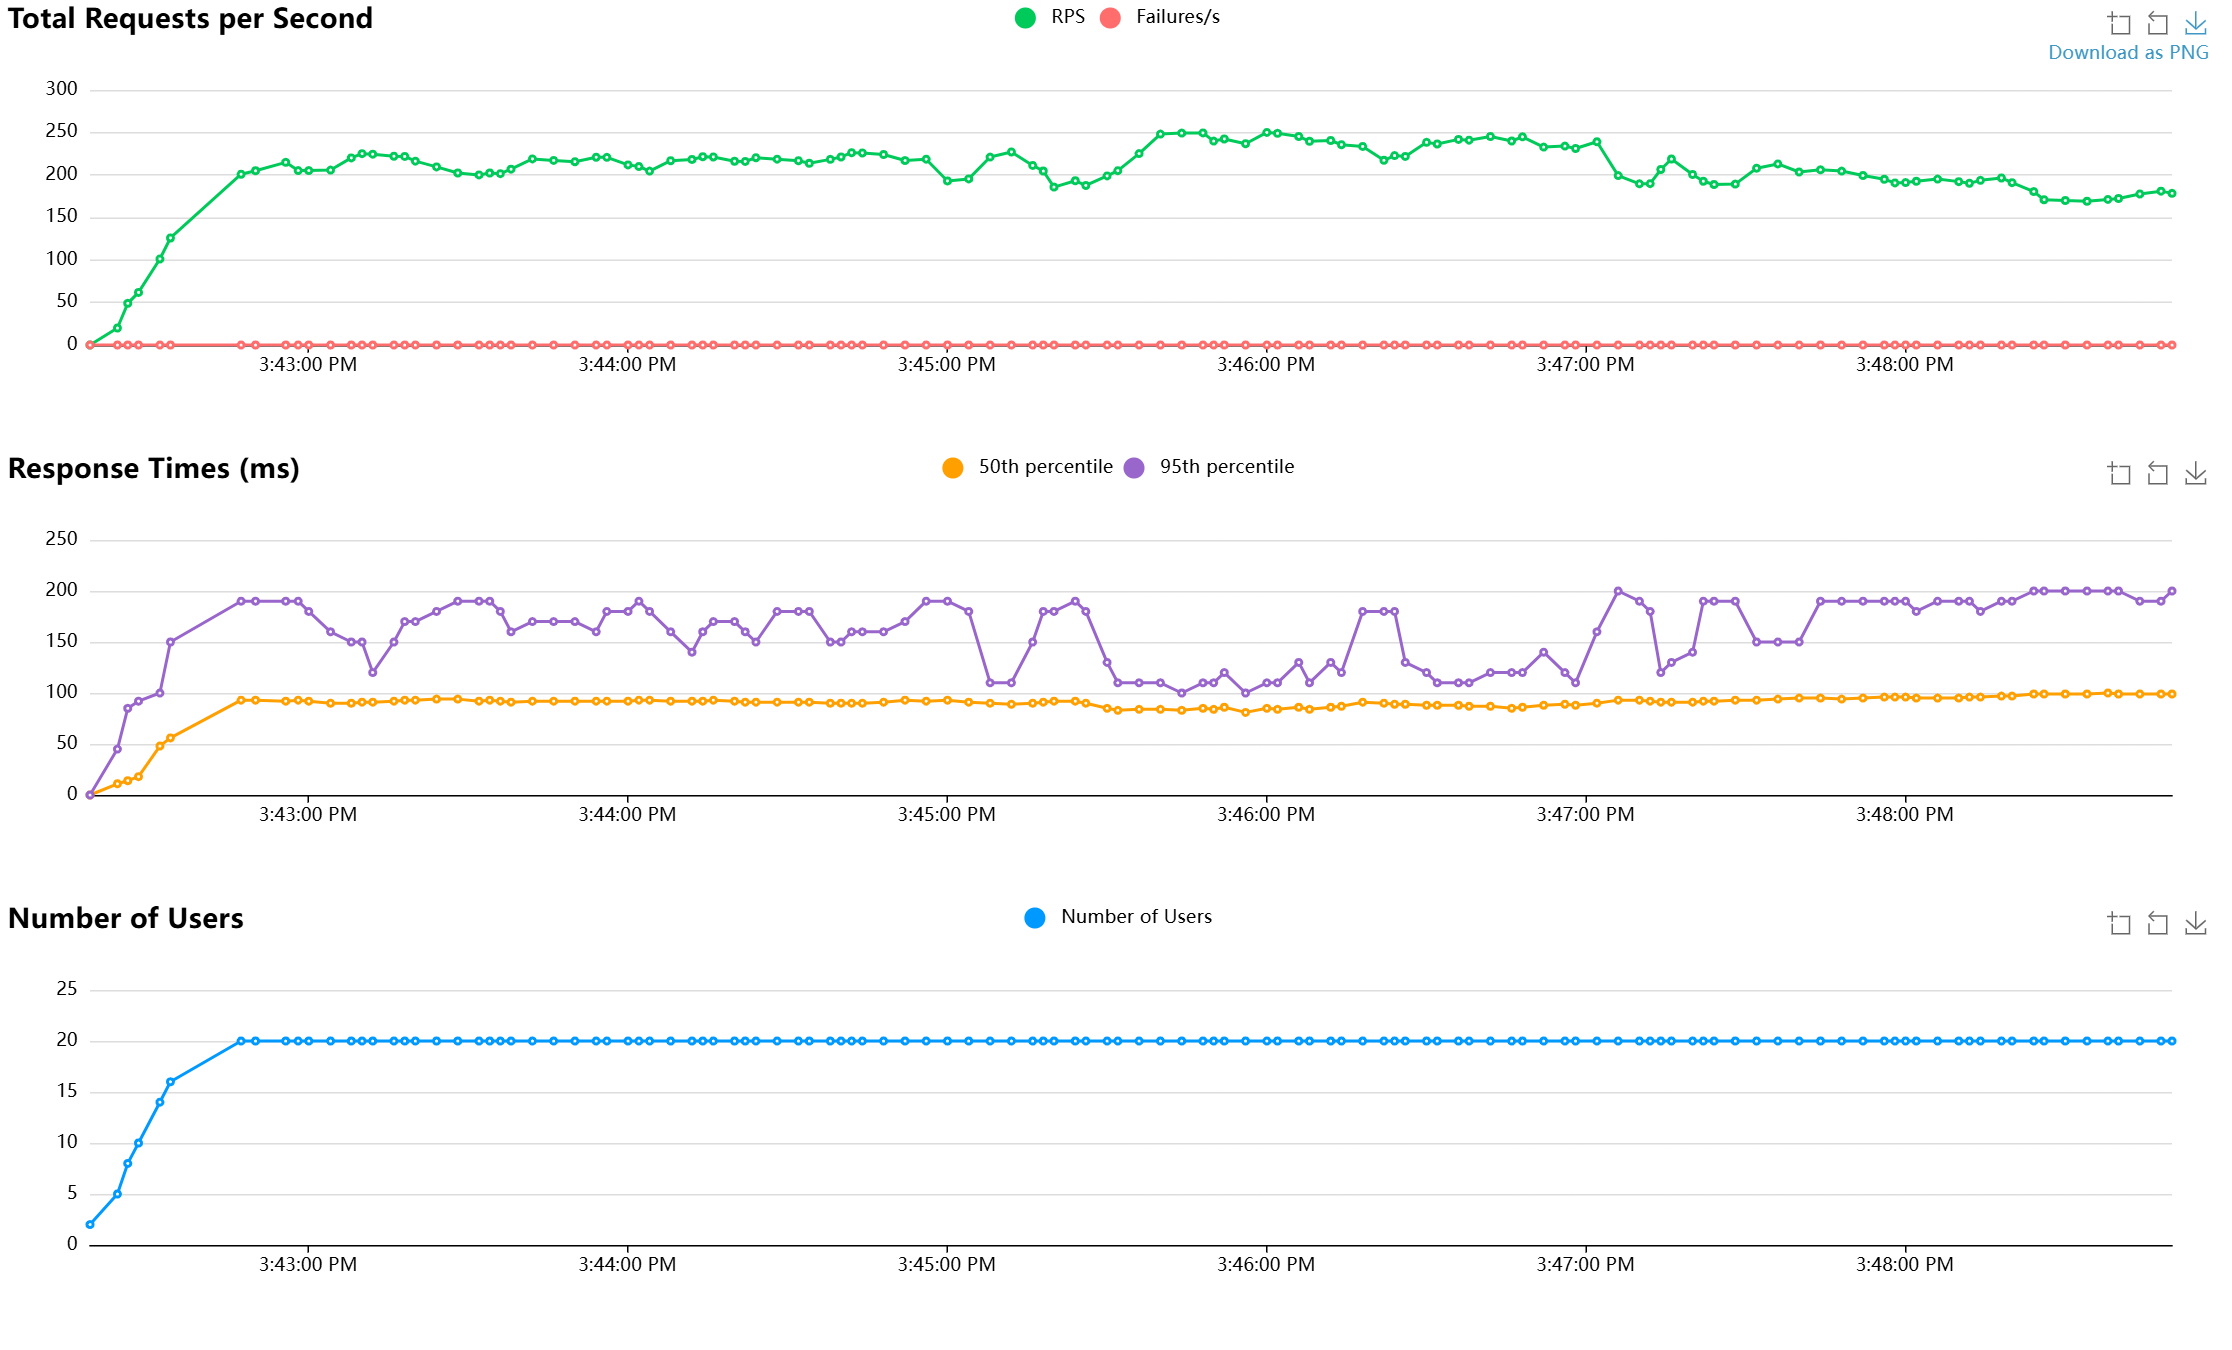 Total Requests per Second
RPS Failures/s
Download as PNG
300
250
200
150
100
50
0
3:43:00 PM 3:44:00 PM 3:45:00 PM 3:46:00 PM 3:47:00 PM 3:48:00 PM
Response Times (ms)
50th percentile 95th percentile
250
200
150
100
50
0
3:43:00 PM 3:44:00 PM 3:45:00 PM 3:46:00 PM 3:47:00 PM 3:48:00 PM
Number of Users
Number of Users
25
20
15
10
5
0
3:43:00 PM 3:44:00 PM 3:45:00 PM 3:46:00 PM 3:47:00 PM 3:48:00 PM